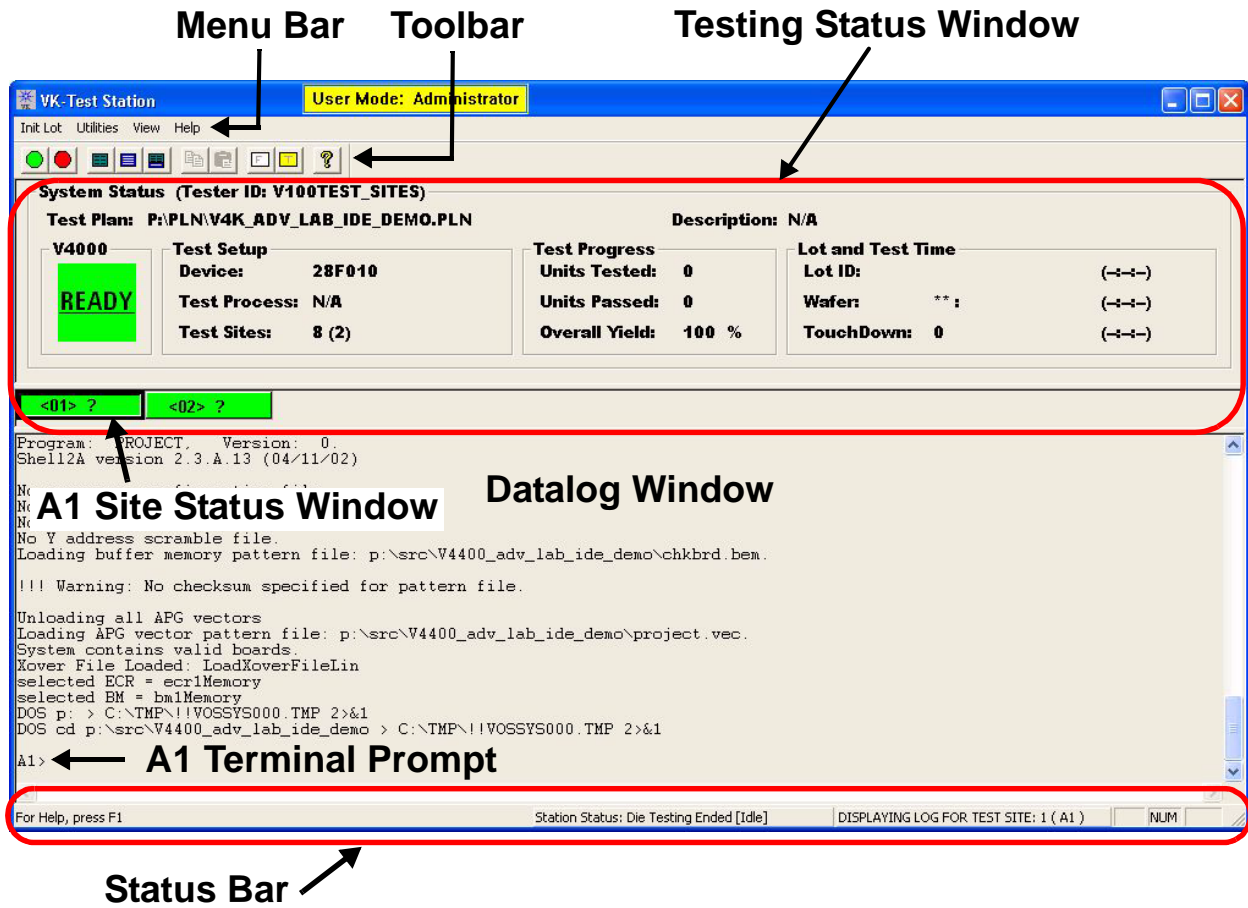 Menu Bar Toolbar Testing Status Window
VK-Test Station User Mode: Administrator
Init Lot Utilities View Help
F T ?
System Status (Tester ID: V100TEST_SITES)
Test Plan: P:\PLN\V4K_ADV_LAB_IDE_DEMO.PLN Description: N/A
V4000 Test Setup Test Progress Lot and Test Time
Device: 28F010 Units Tested: 0 Lot ID: (--:--:--)
READY Test Process: N/A Units Passed: 0 Wafer: ** : (--:--:--)
Test Sites: 8 (2) Overall Yield: 100 % TouchDown: 0 (--:--:--)
<01> ? <02> ?
Program: PROJECT, Version: 0.
Shell2A version 2.3.A.13 (04/11/02)
Datalog Window
A1 Site Status Window
No Y address scramble file.
Loading buffer memory pattern file: p:\src\V4400_adv_lab_ide_demo\chkbrd.bem.
!!! Warning: No checksum specified for pattern file.
Unloading all APG vectors
Loading APG vector pattern file: p:\src\V4400_adv_lab_ide_demo\project.vec.
System contains valid boards.
Xover File Loaded: LoadXoverFileLin
selected ECR = ecr1Memory
selected BM = bm1Memory
DOS p: > C:\TMP\!!VOSSYS000.TMP 2>&1
DOS cd p:\src\V4400_adv_lab_ide_demo > C:\TMP\!!VOSSYS000.TMP 2>&1
A1> A1 Terminal Prompt
For Help, press F1 Station Status: Die Testing Ended [Idle] DISPLAYING LOG FOR TEST SITE: 1 ( A1 ) NUM
Status Bar